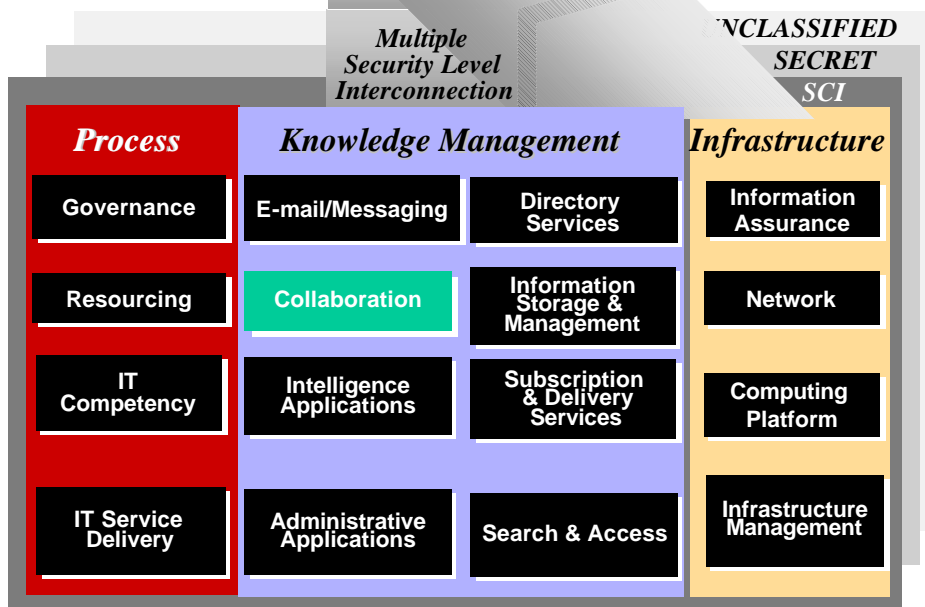 Multiple
Security Level
Interconnection
UNCLASSIFIED
SECRET
SCI
Process
Knowledge Management
Infrastructure
Governance
E-mail/Messaging
Directory
Services
Information
Assurance
Resourcing
Collaboration
Information
Storage &
Management
Network
IT
Competency
Intelligence
Applications
Subscription
& Delivery
Services
Computing
Platform
IT Service
Delivery
Administrative
Applications
Search & Access
Infrastructure
Management